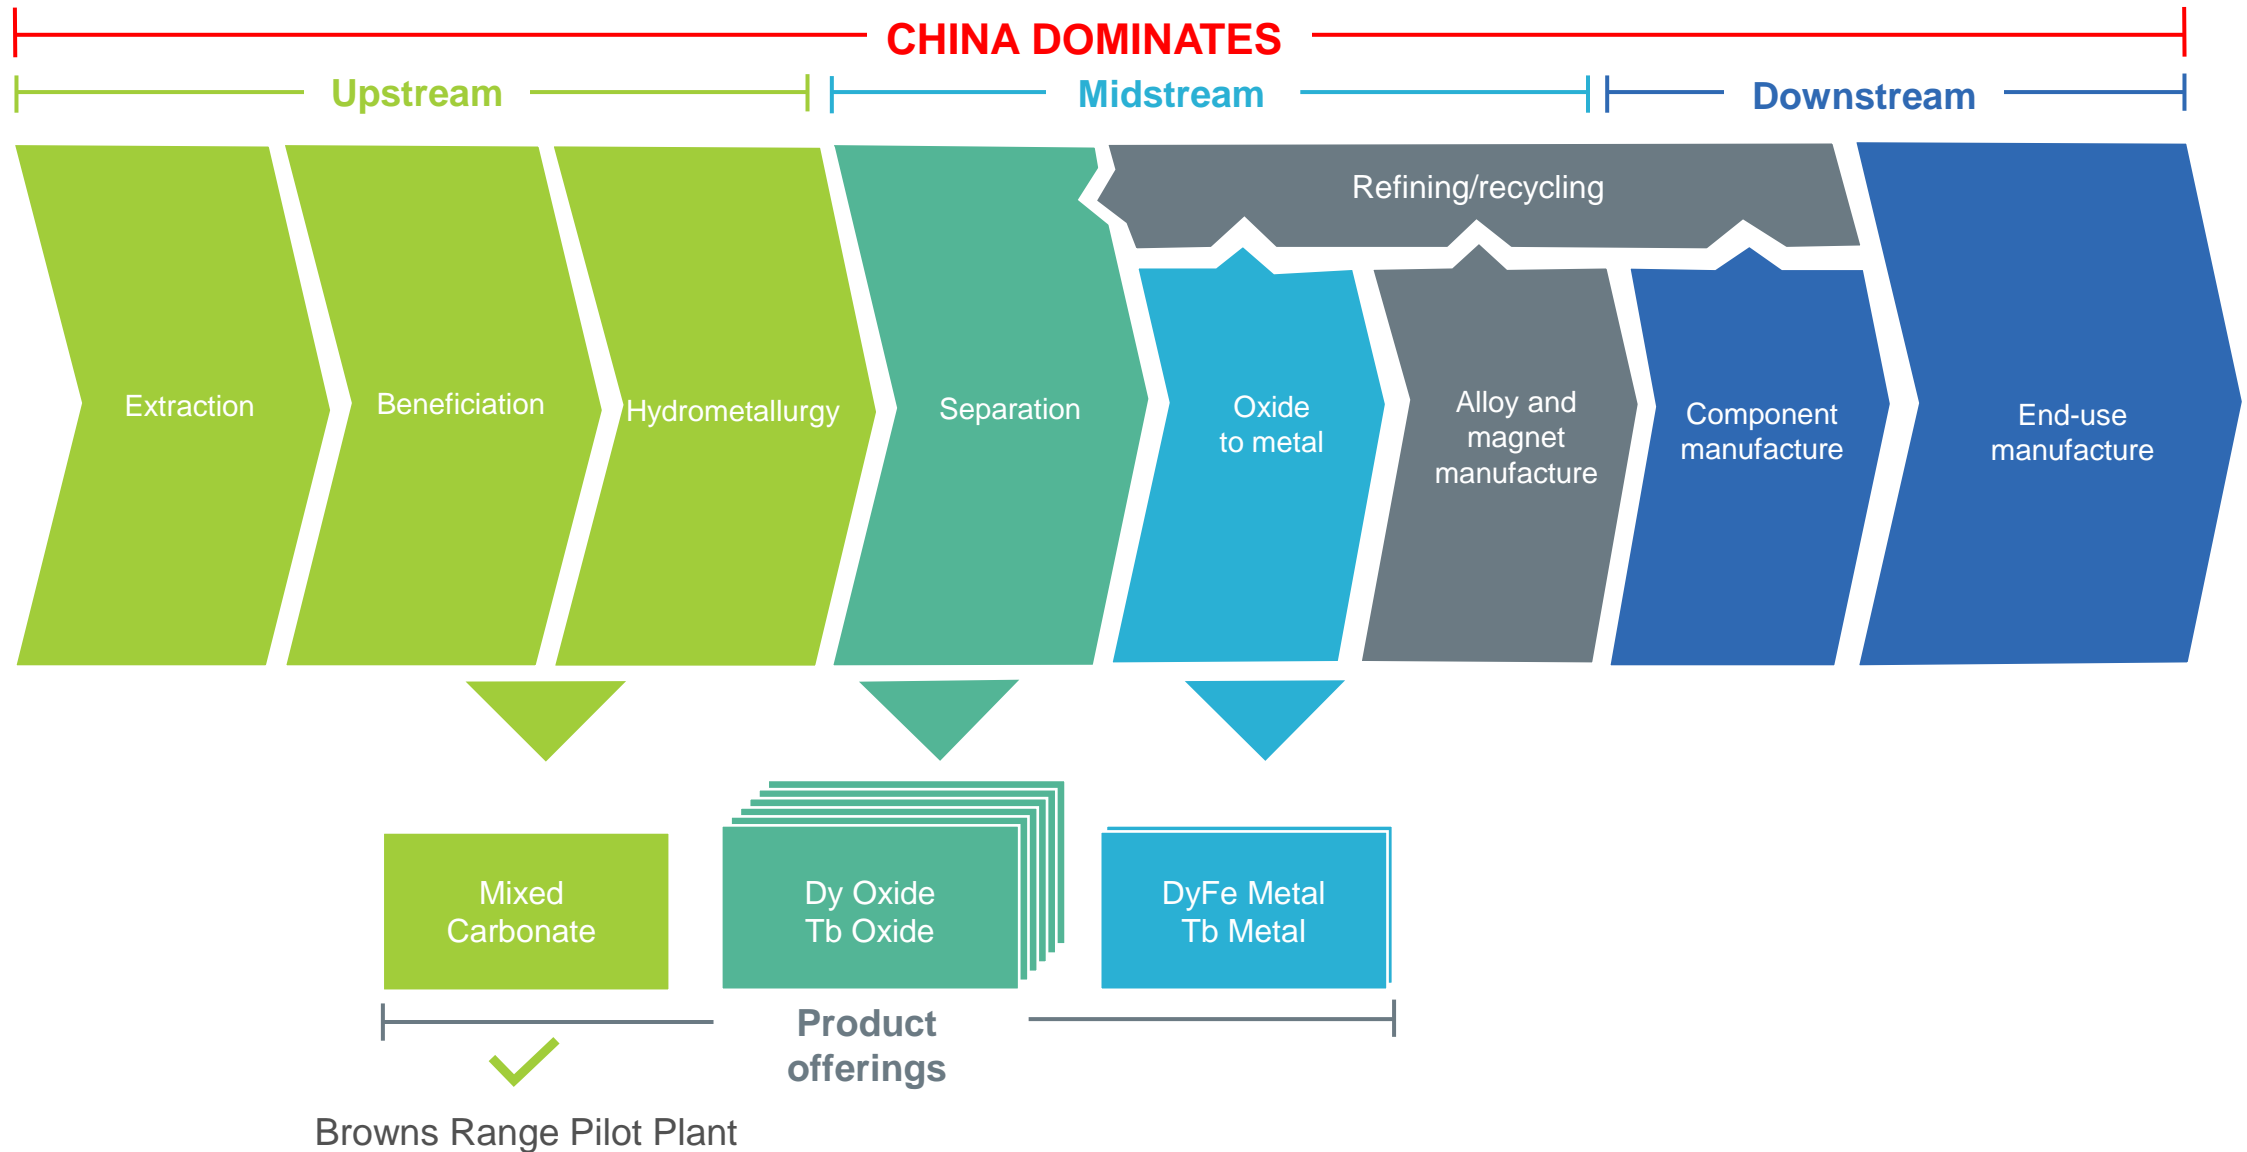 CHINA DOMINATES
Upstream
Midstream
Downstream
Refining/recycling
Extraction
Beneficiation
Hydrometallurgy
Separation
Oxide
to metal
Alloy and
magnet
manufacture
Component
manufacture
End-use
manufacture
Mixed
Carbonate
Dy Oxide
Tb Oxide
DyFe Metal
Tb Metal
Product
offerings
Browns Range Pilot Plant